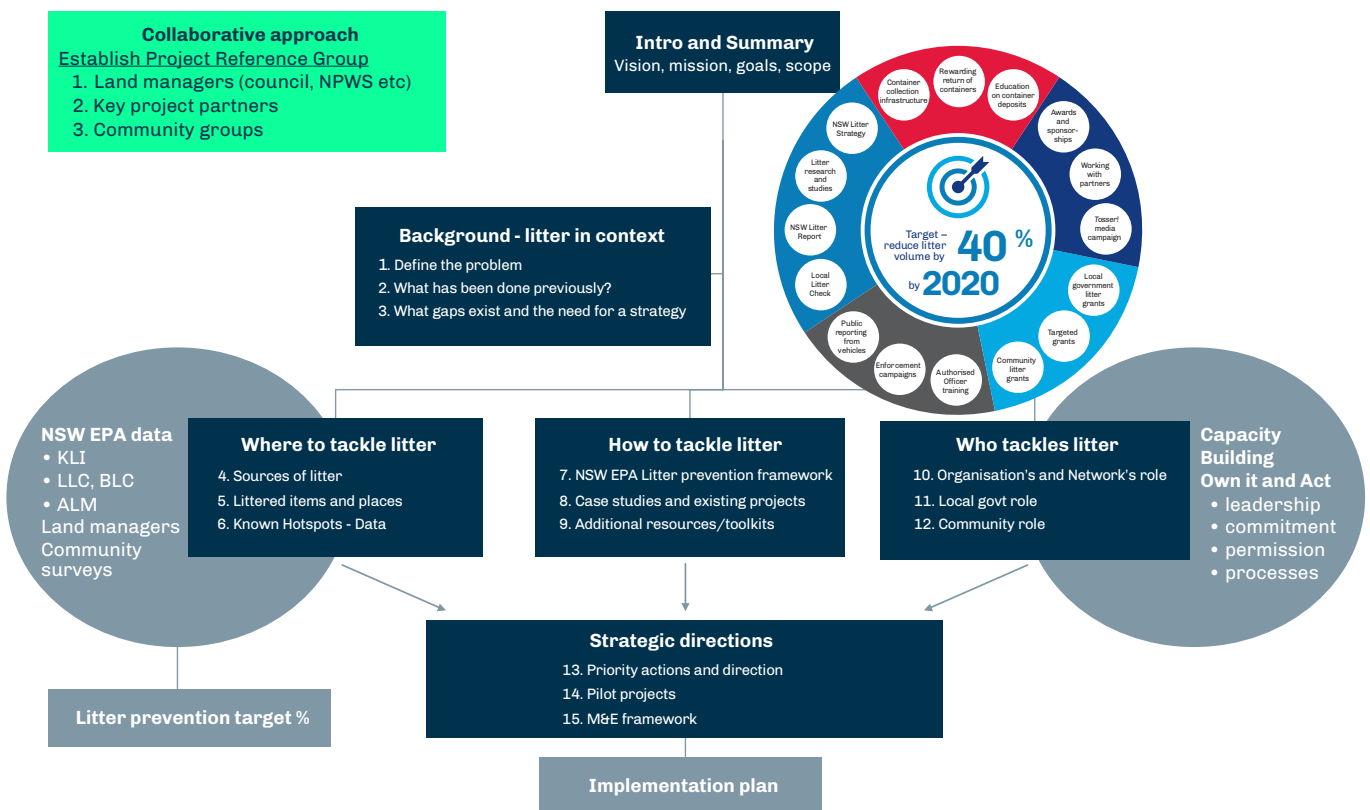 Collaborative approach
Establish Project Reference Group
1. Land managers (council, NPWS etc)
2. Key project partners
3. Community groups
Intro and Summary
Vision, mission, goals, scope
Container
collection
infrastructure
Rewarding
return of
containers
Education
on container
deposits
Awards
and
sponsor-
ships
Working
with
partners
Tosser!
media
campaign
Local
government
litter
grants
Targeted
grants
Community
litter
grants
Authorised
Officer
training
Enforcement
campaigns
Public
reporting
from
vehicles
Local
Litter
Check
NSW Litter
Report
Litter
research
and
studies
NSW Litter
Strategy
Target –
reduce litter
volume by
40 %
by 2020
Background - litter in context
1. Define the problem
2. What has been done previously?
3. What gaps exist and the need for a strategy
NSW EPA data
• KLI
• LLC, BLC
• ALM
Land managers
Community
surveys
Where to tackle litter
4. Sources of litter
5. Littered items and places
6. Known Hotspots - Data
How to tackle litter
7. NSW EPA Litter prevention framework
8. Case studies and existing projects
9. Additional resources/toolkits
Who tackles litter
10. Organisation's and Network's role
11. Local govt role
12. Community role
Capacity
Building
Own it and Act
• leadership
• commitment
• permission
• processes
Strategic directions
13. Priority actions and direction
14. Pilot projects
15. M&E framework
Litter prevention target %
Implementation plan